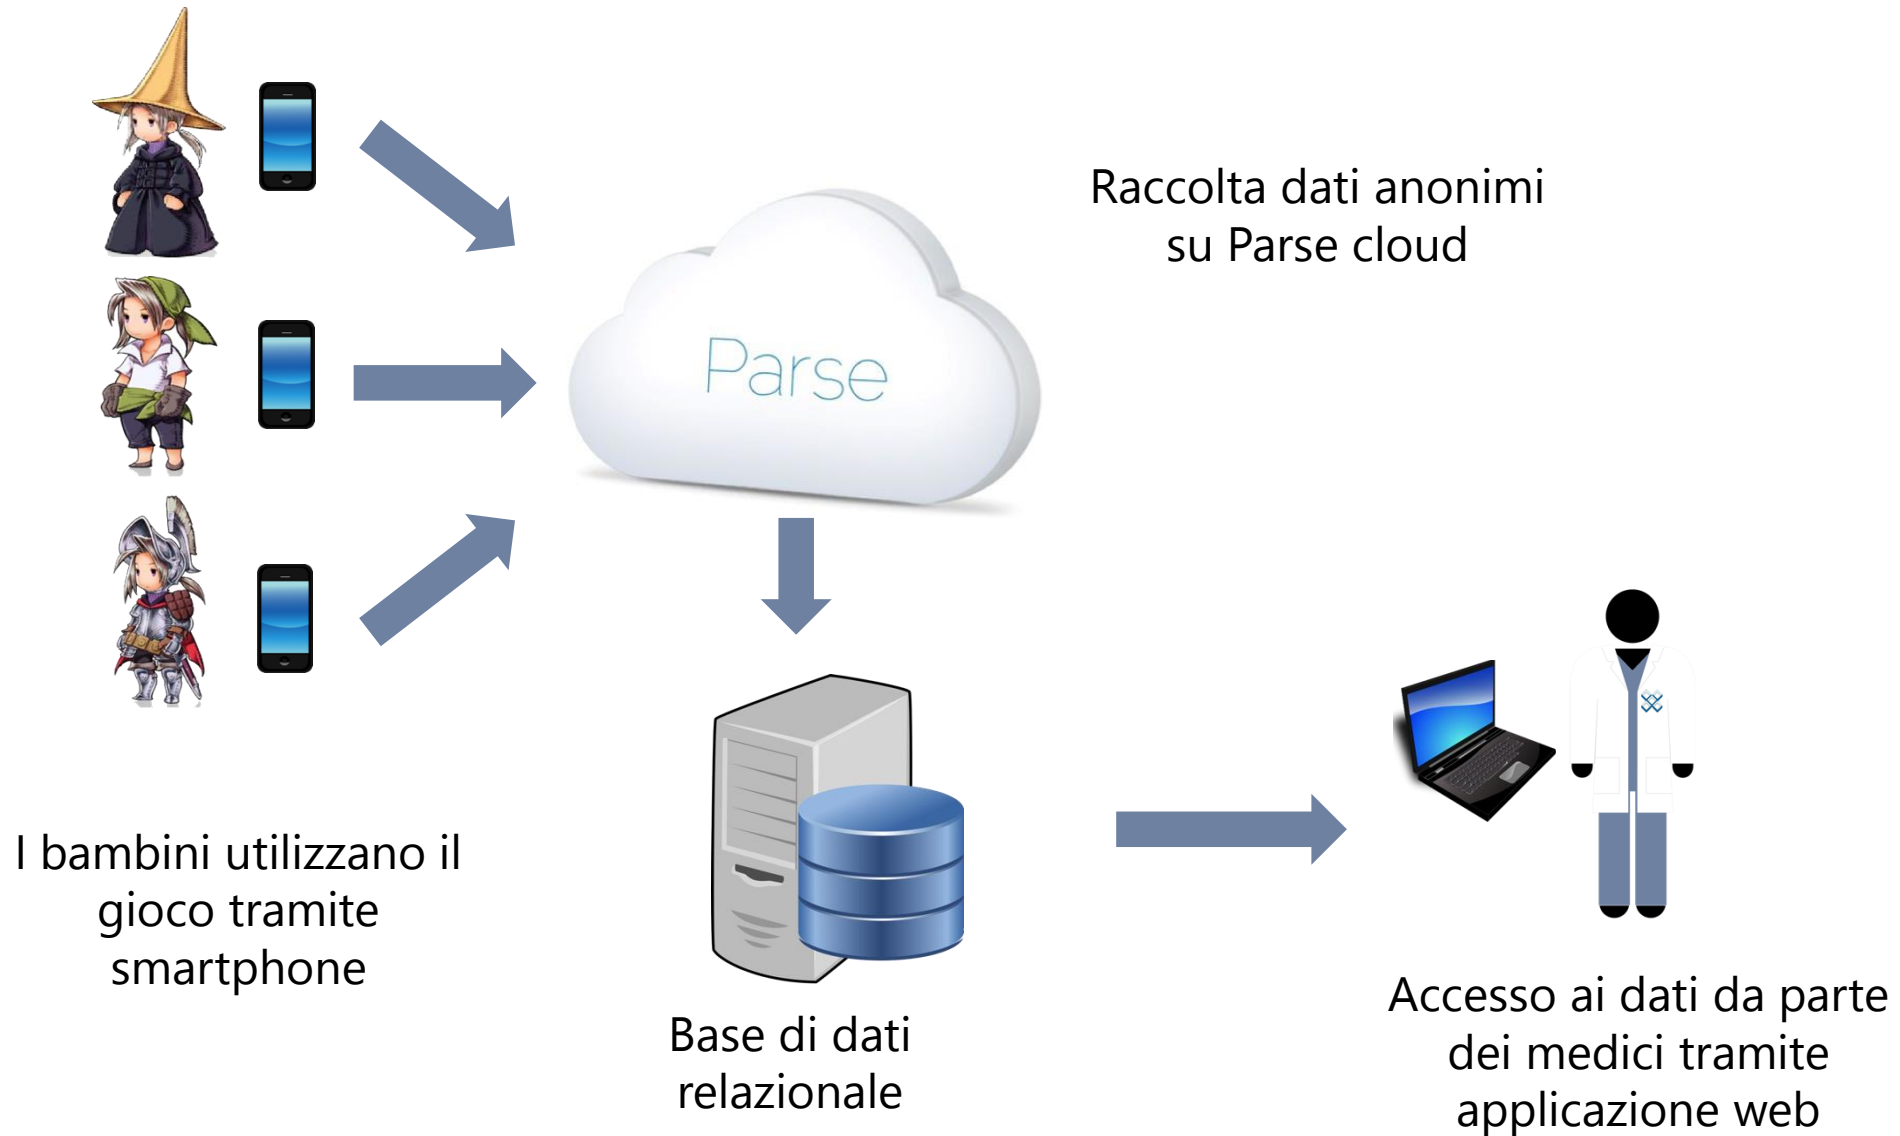 Raccolta dati anonimi
su Parse cloud
Parse
I bambini utilizzano il
gioco tramite
smartphone
Base di dati
relazionale
Accesso ai dati da parte
dei medici tramite
applicazione web